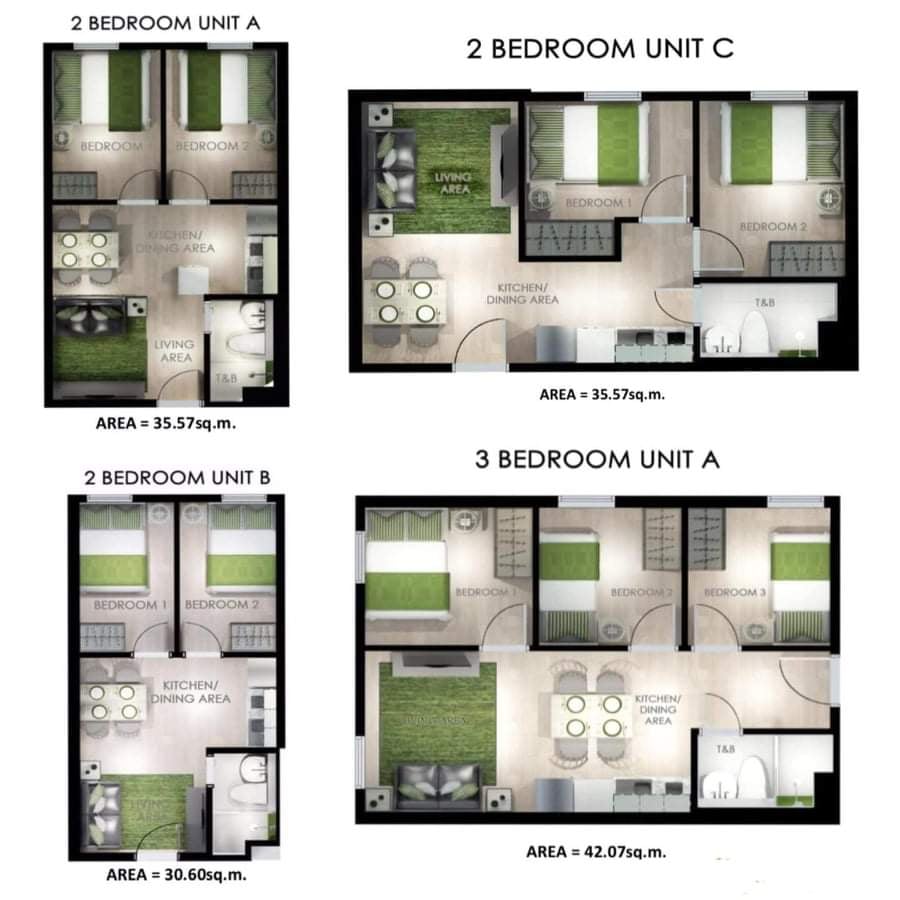 2 BEDROOM UNIT A
BEDROOM 1
BEDROOM 2
KITCHEN/
DINING AREA
LIVING
AREA
T&B
AREA = 35.57sq.m.
2 BEDROOM UNIT C
LIVING
AREA
BEDROOM 1
BEDROOM 2
KITCHEN/
DINING AREA
T&B
AREA = 35.57sq.m.
2 BEDROOM UNIT B
BEDROOM 1
BEDROOM 2
KITCHEN/
DINING AREA
LIVING
AREA
AREA = 30.60sq.m.
3 BEDROOM UNIT A
BEDROOM 1
BEDROOM 2
BEDROOM 3
LIVING AREA
KITCHEN/
DINING
AREA
T&B
AREA = 42.07sq.m.